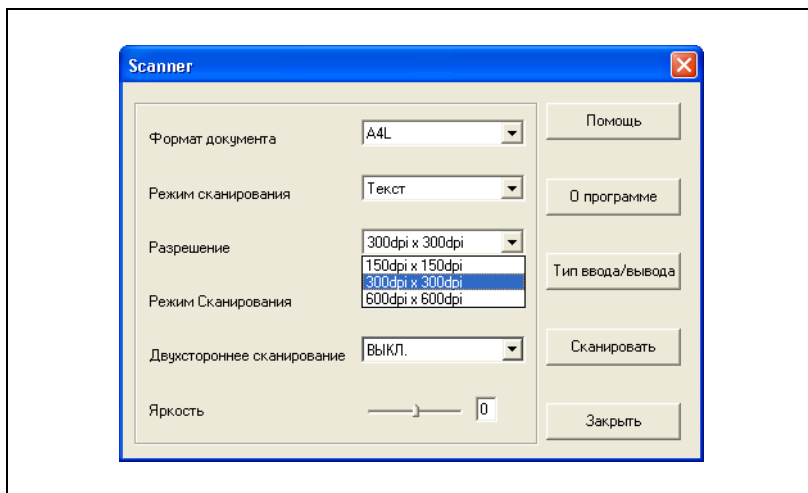 Scanner
Формат документа
A4L
Режим сканирования
Текст
Разрешение
300dpi x 300dpi
150dpi x 150dpi
300dpi x 300dpi
600dpi x 600dpi
Режим Сканирования
Двухстороннее сканирование
ВЫКЛ.
Яркость
0
Помощь
О программе
Тип ввода/вывода
Сканировать
Закрыть